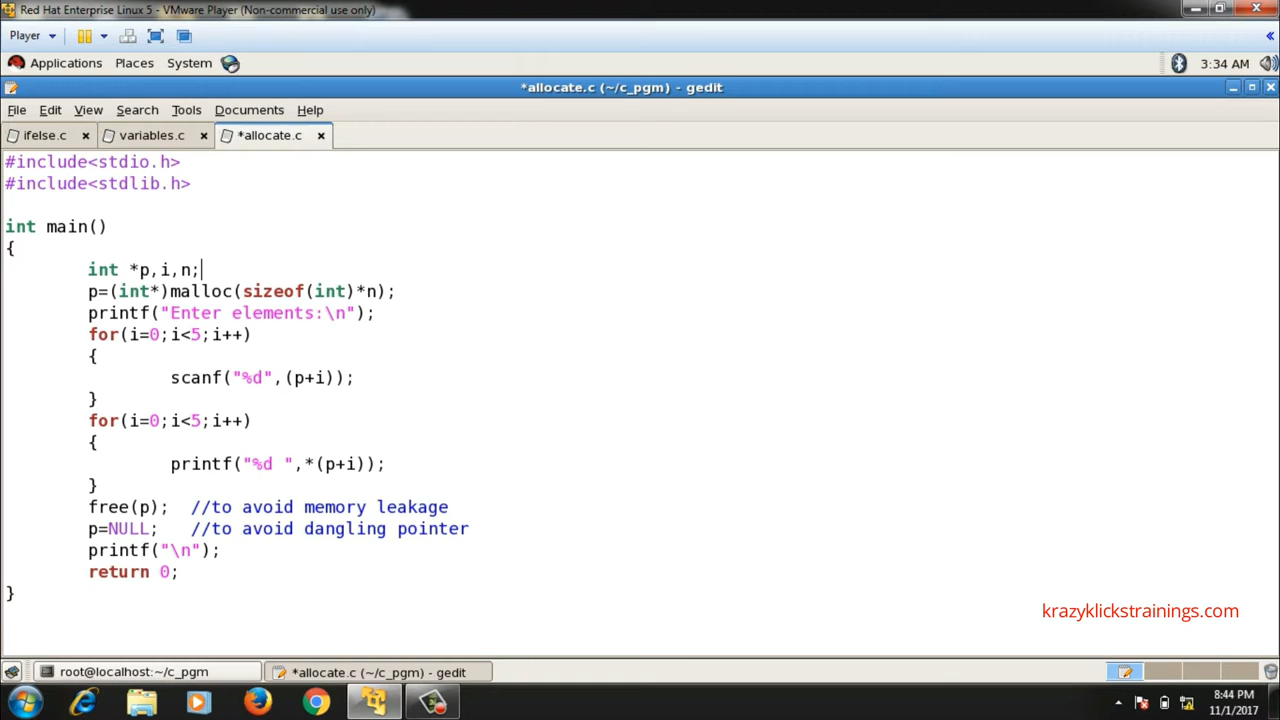 Red Hat Enterprise Linux 5 - VMware Player (Non-commercial use only)
Player
Applications Places System 3:34 AM
*allocate.c (~/c_pgm) - gedit
File Edit View Search Tools Documents Help
ifelse.c variables.c *allocate.c
#include<stdio.h>
#include<stdlib.h>
int main()
{
int *p,i,n;
p=(int*)malloc(sizeof(int)*n);
printf("Enter elements:\n");
for(i=0;i<5;i++)
{
scanf("%d",(p+i));
}
for(i=0;i<5;i++)
{
printf("%d ",*(p+i));
}
free(p); //to avoid memory leakage
p=NULL; //to avoid dangling pointer
printf("\n");
return 0;
}
krazyklickstrainings.com
root@localhost:~/c_pgm *allocate.c (~/c_pgm) - gedit
8:44 PM
11/1/2017